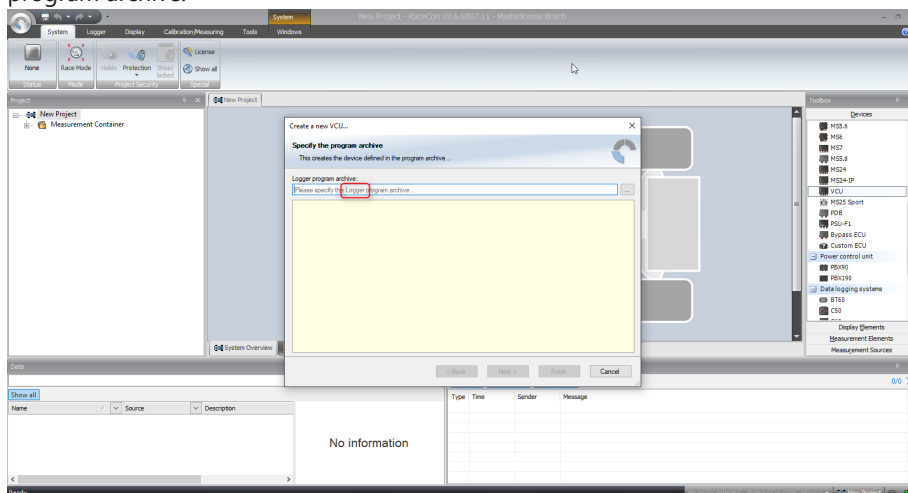 program archive.
System
New Project - RaceCon V2.6.6807.11 - Masterlicense Bosch
System Logger Display Calibration/Measuring Tools Windows
None Race Mode visible Protection Sheet locked
License
Show all
Status Mode Project Security Special
Project
New Project
Measurement Container
New Project
Create a new VCU...
Specify the program archive
This creates the device defined in the program archive...
Logger program archive:
Please specify the Logger program archive...
...
< Back Next > Finish Cancel
System Overview
Toolbox
Devices
MS5.6
MS6
MS7
MS5.8
MS24
MS24-IP
VCU
MS25 Sport
PDB
PSU-F1
Bypass ECU
Custom ECU
Power control unit
PBX90
PBX190
Data logging systems
BT60
C50
Display Elements
Measurement Elements
Measurement Sources
Data
0/0
Show all
Name Source Description
No information
Type Time Sender Message
Ready
New Project